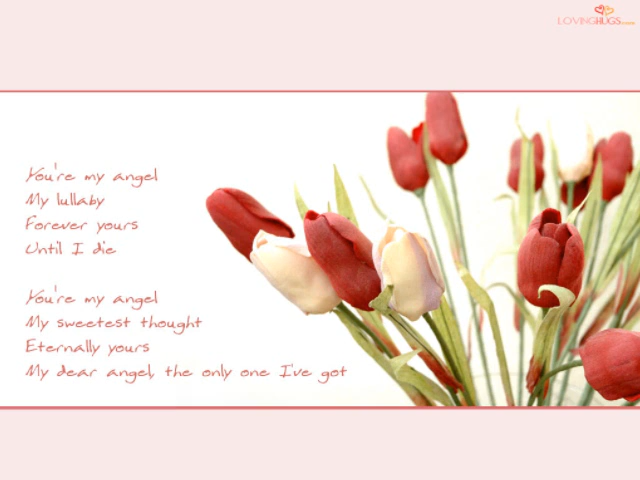 LOVINGHUGS.com
You're my angel
My lullaby
Forever yours
Until I die
You're my angel
My sweetest thought
Eternally yours
My dear angel, the only one I've got